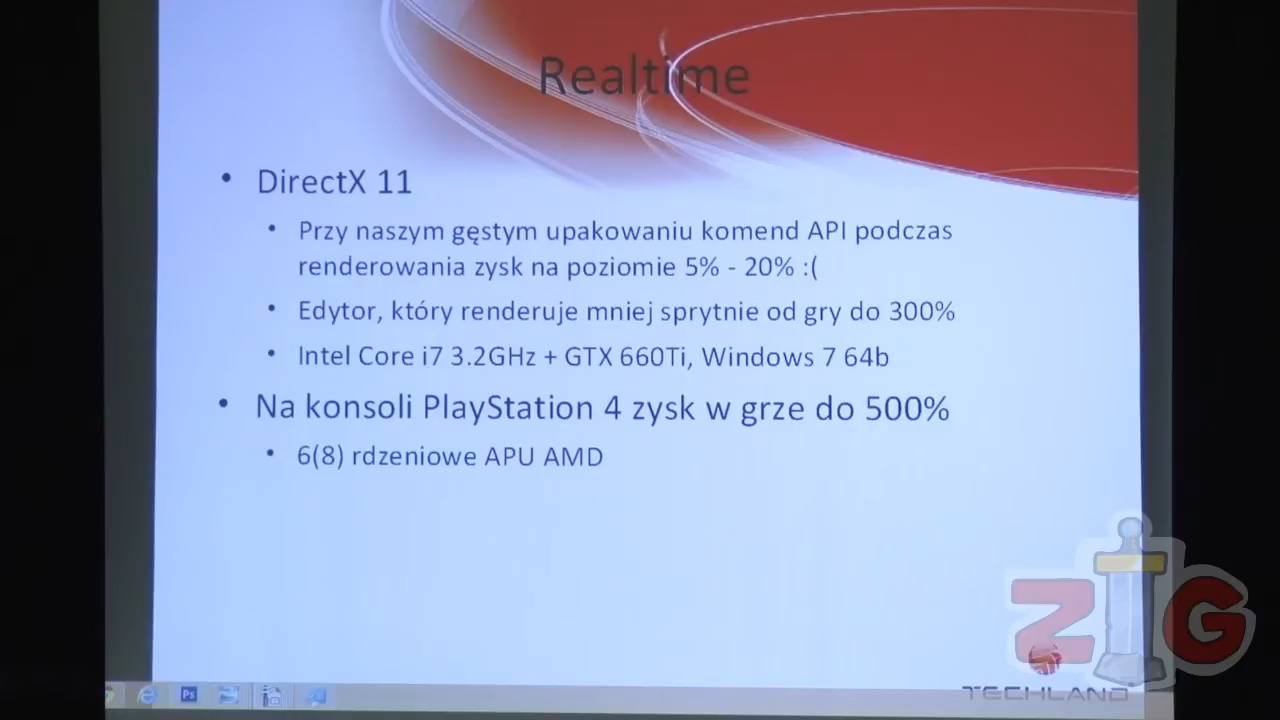 Realtime
DirectX 11
Przy naszym gęstym upakowaniu komend API podczas
renderowania zysk na poziomie 5% - 20% :(
Edytor, który renderuje mniej sprytnie od gry do 300%
Intel Core i7 3.2GHz + GTX 660Ti, Windows 7 64b
Na konsoli PlayStation 4 zysk w grze do 500%
6(8) rdzeniowe APU AMD
ZIG
Ps
TECHLAND